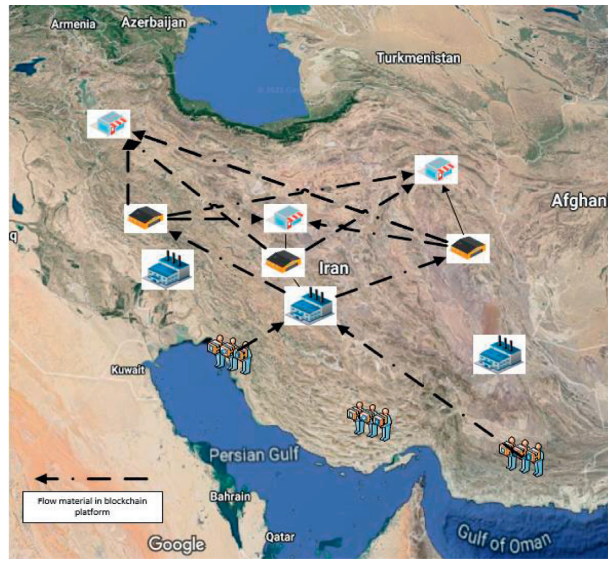 Armenia
Azerbaijan
Turkmenistan
Afghan
q
Iran
Kuwait
Persian Gulf
Bahrain
Flow material in blockchain
platform
Google
Qatar
Gulf of Oman